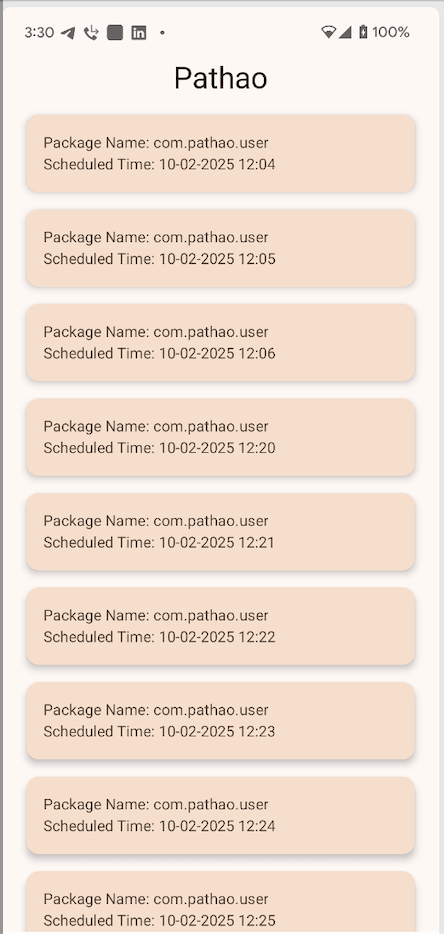 3:30 100%
Pathao
Package Name: com.pathao.user
Scheduled Time: 10-02-2025 12:04
Package Name: com.pathao.user
Scheduled Time: 10-02-2025 12:05
Package Name: com.pathao.user
Scheduled Time: 10-02-2025 12:06
Package Name: com.pathao.user
Scheduled Time: 10-02-2025 12:20
Package Name: com.pathao.user
Scheduled Time: 10-02-2025 12:21
Package Name: com.pathao.user
Scheduled Time: 10-02-2025 12:22
Package Name: com.pathao.user
Scheduled Time: 10-02-2025 12:23
Package Name: com.pathao.user
Scheduled Time: 10-02-2025 12:24
Package Name: com.pathao.user
Scheduled Time: 10-02-2025 12:25